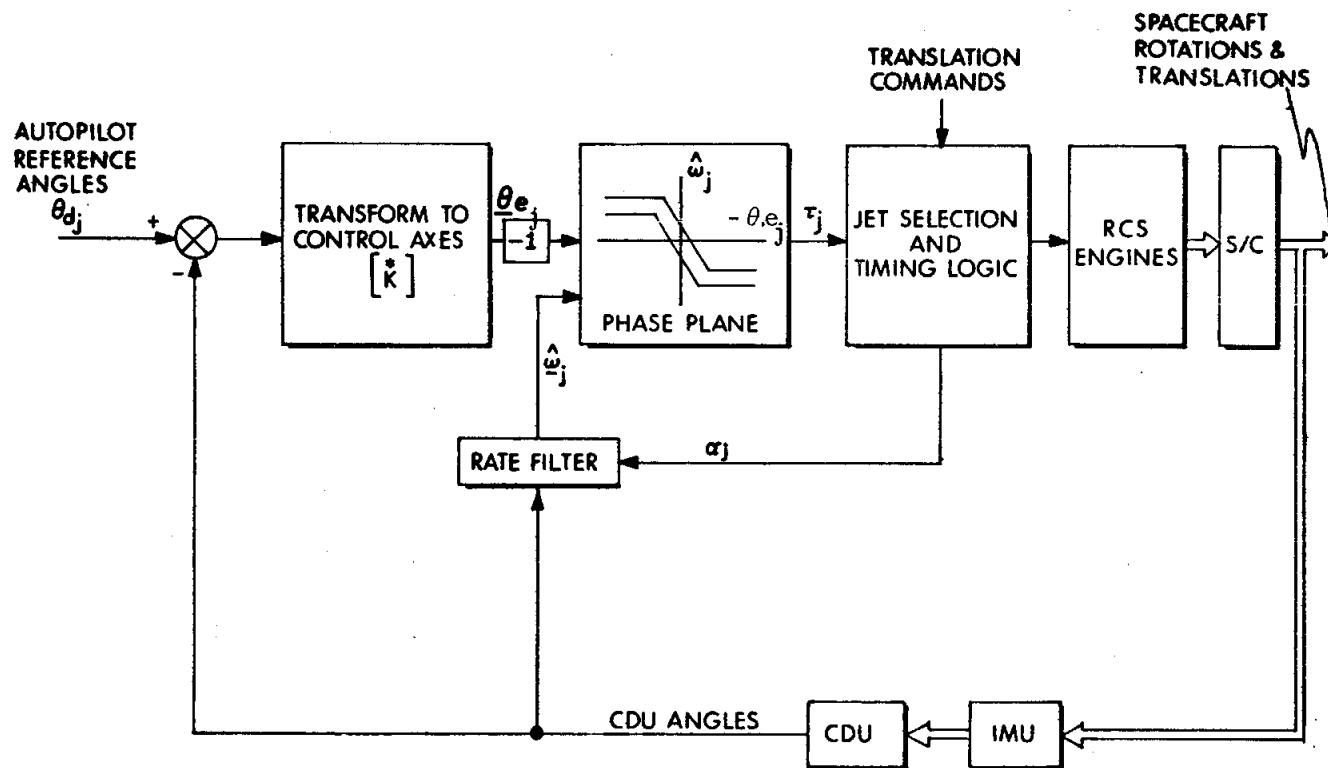 SPACECRAFT
ROTATIONS &
TRANSLATIONS
TRANSLATION
COMMANDS
AUTOPILOT
REFERENCE
ANGLES
θdj
+
-
TRANSFORM TO
CONTROL AXES
[K*]
θej
-1
ω̂j
-θ,ej
PHASE PLANE
τj
JET SELECTION
AND
TIMING LOGIC
RCS
ENGINES
S/C
ω̂j
RATE FILTER
αj
CDU ANGLES
CDU
IMU